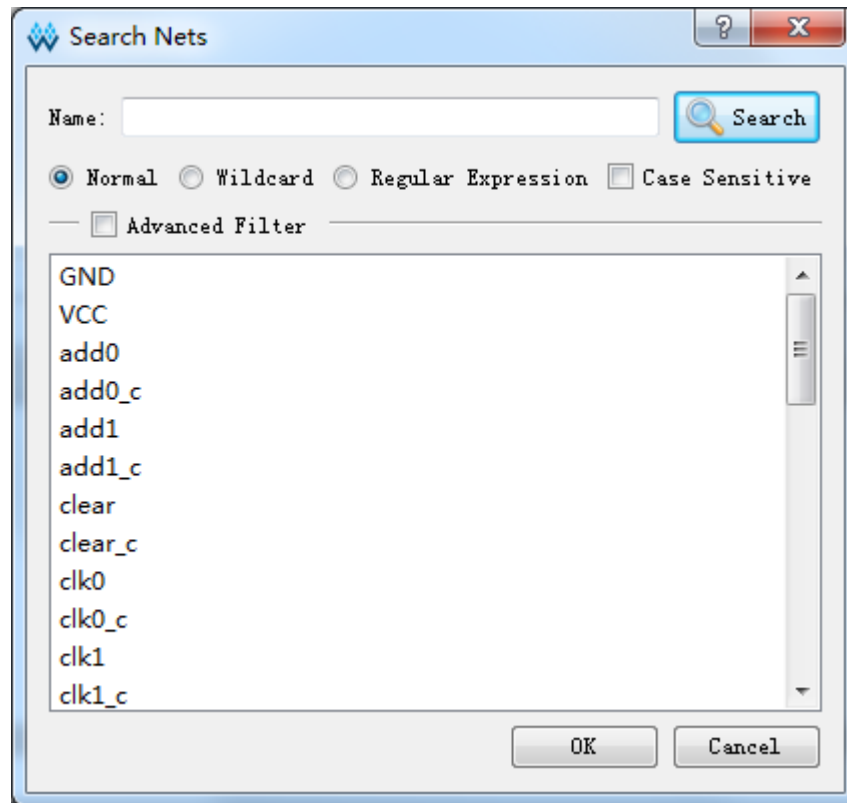 Search Nets
Name: Search
Normal Wildcard Regular Expression Case Sensitive
Advanced Filter
GND
VCC
add0
add0_c
add1
add1_c
clear
clear_c
clk0
clk0_c
clk1
clk1_c
OK Cancel